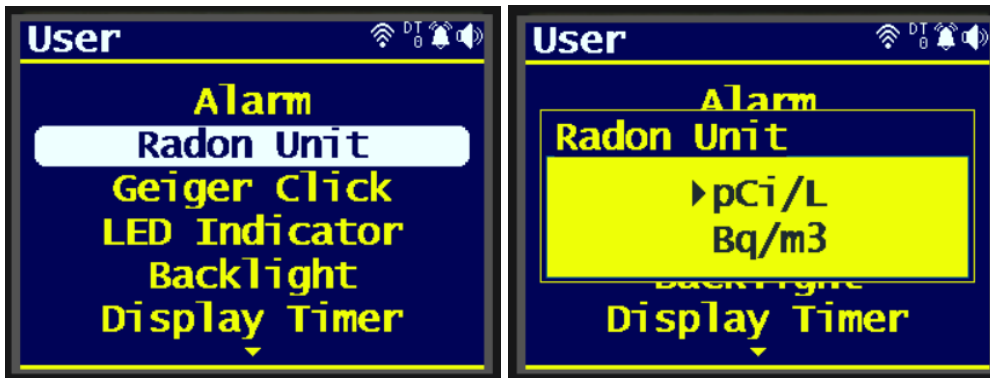 User
DT
0
Alarm
Radon Unit
Geiger Click
LED Indicator
Backlight
Display Timer
User
DT
0
Alarm
Radon Unit
pCi/L
Bq/m3
Backlight
Display Timer